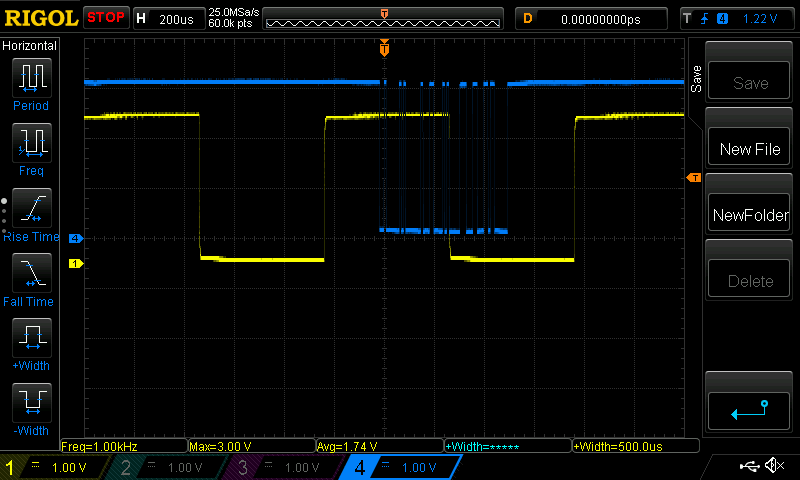 RIGOL STOP H 200us 25.0MSa/s 60.0k pts T D 0.00000000ps T 4 1.22 V
Horizontal
Period
Freq
Rise Time
Fall Time
+Width
-Width
T
T
4
1
Save
Save
New File
NewFolder
Delete
Freq=1.00kHz Max=3.00 V Avg=1.74 V +Width=***** +Width=500.0us
1 1.00 V 2 1.00 V 3 1.00 V 4 1.00 V